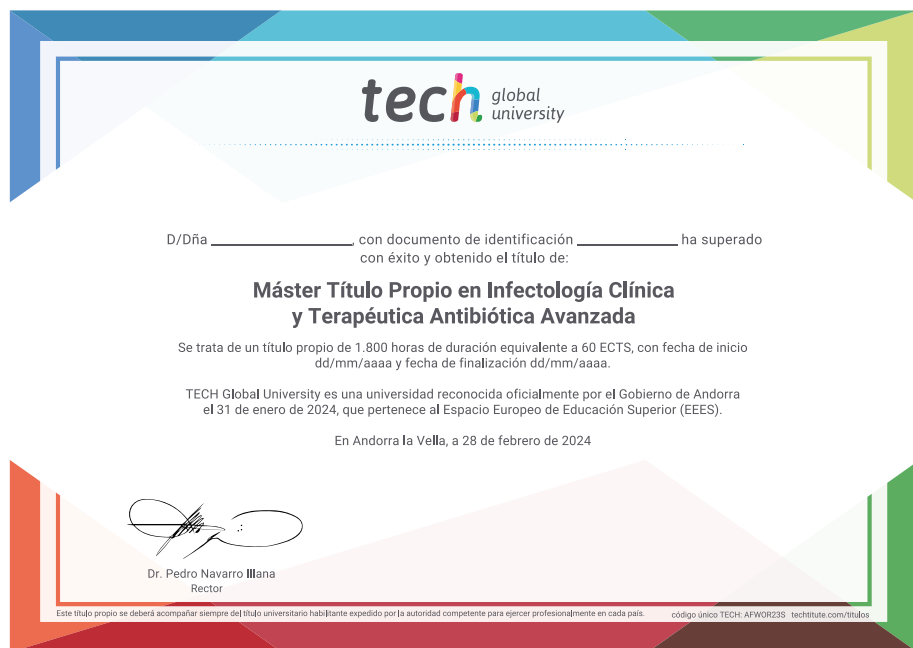 tech global university
D/Dña ____________, con documento de identificación ____________ ha superado
con éxito y obtenido el título de:
Máster Título Propio en Infectología Clínica
y Terapéutica Antibiótica Avanzada
Se trata de un título propio de 1.800 horas de duración equivalente a 60 ECTS, con fecha de inicio
dd/mm/aaaa y fecha de finalización dd/mm/aaaa.
TECH Global University es una universidad reconocida oficialmente por el Gobierno de Andorra
el 31 de enero de 2024, que pertenece al Espacio Europeo de Educación Superior (EEES).
En Andorra la Vella, a 28 de febrero de 2024
Dr. Pedro Navarro Illana
Rector
Este título propio se deberá acompañar siempre del título universitario habilitante expedido por la autoridad competente para ejercer profesionalmente en cada país. código único TECH: AFWOR23S techtitute.com/titulos